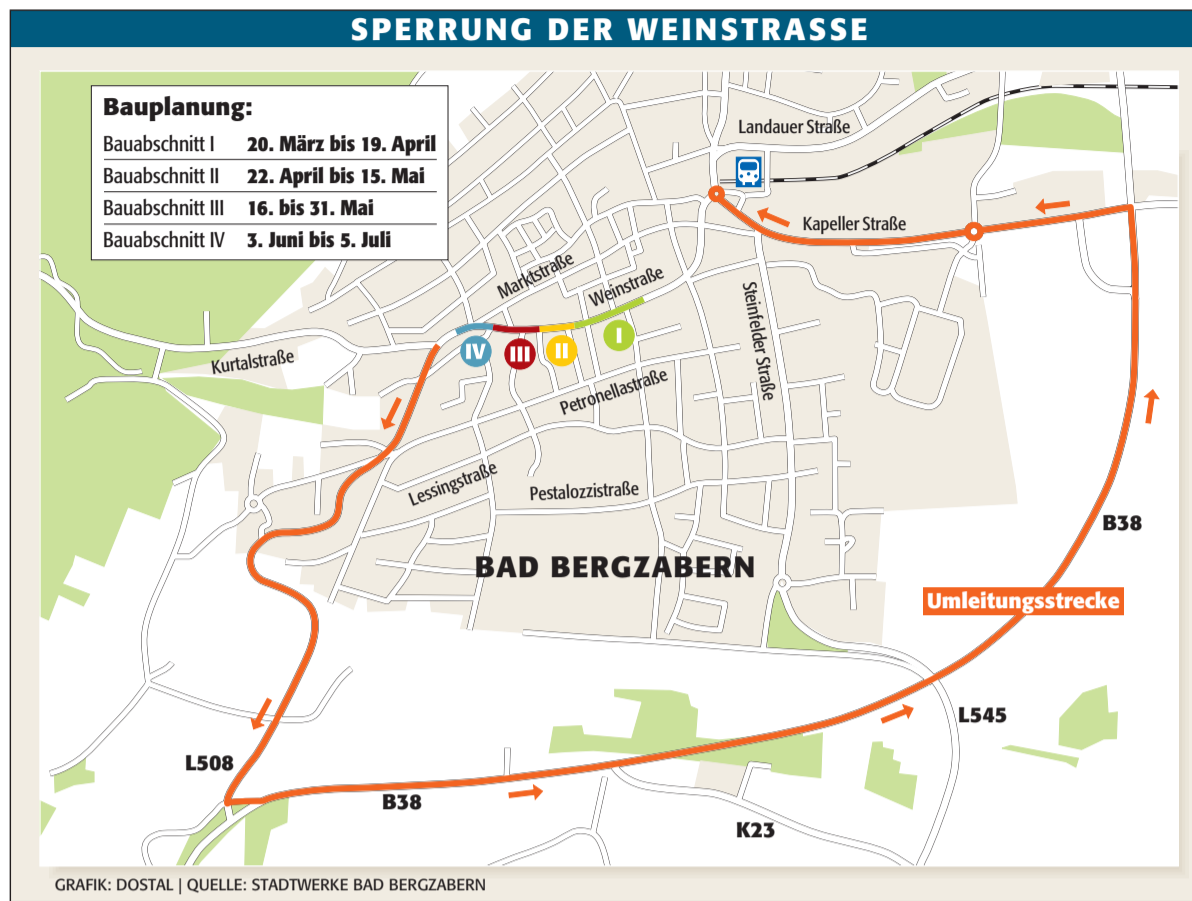 SPERRUNG DER WEINSTRASSE
Bauplanung:
Bauabschnitt I 20. März bis 19. April
Bauabschnitt II 22. April bis 15. Mai
Bauabschnitt III 16. bis 31. Mai
Bauabschnitt IV 3. Juni bis 5. Juli
Landauer Straße
Kapeller Straße
Marktstraße
Weinstraße
Steinfelder Straße
Kurtalstraße
IV
III
II
I
Petronellastraße
Lessingstraße
Pestalozzistraße
B38
BAD BERGZABERN
Umleitungsstrecke
L545
L508
B38
K23
GRAFIK: DOSTAL | QUELLE: STADTWERKE BAD BERGZABERN